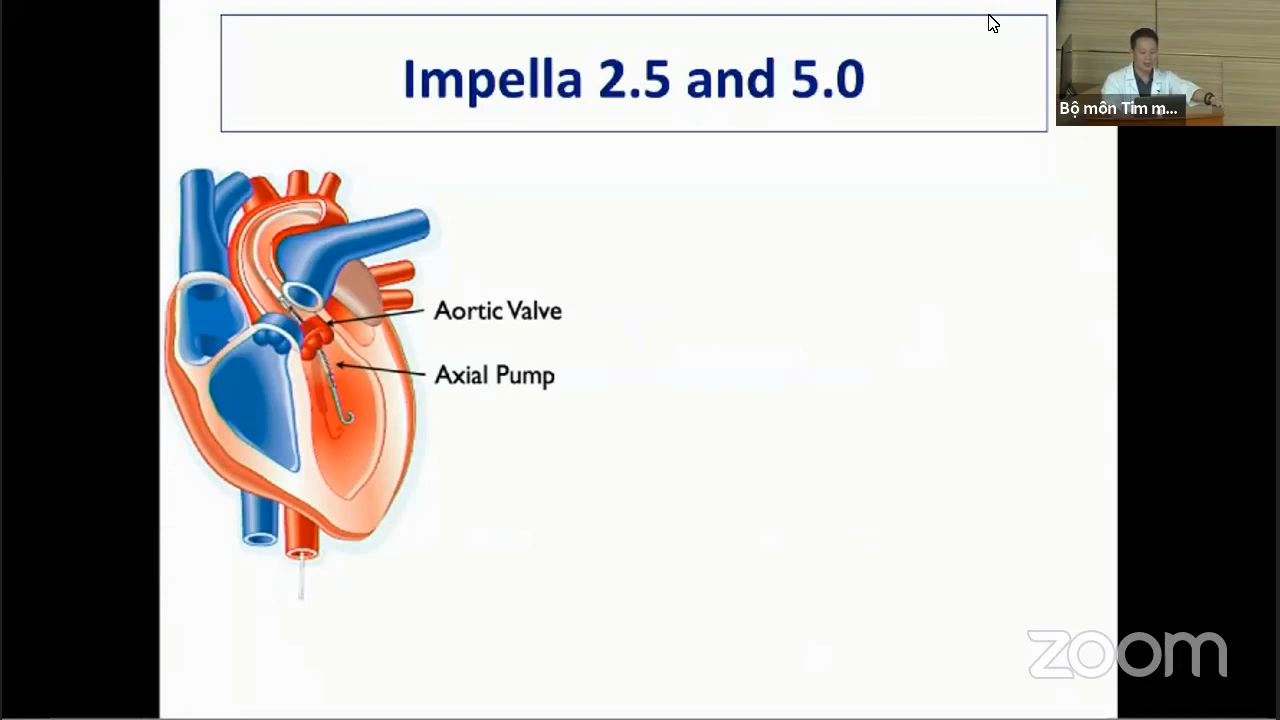 Impella 2.5 and 5.0
Bộ môn Tim m...
Aortic Valve
Axial Pump
zoom